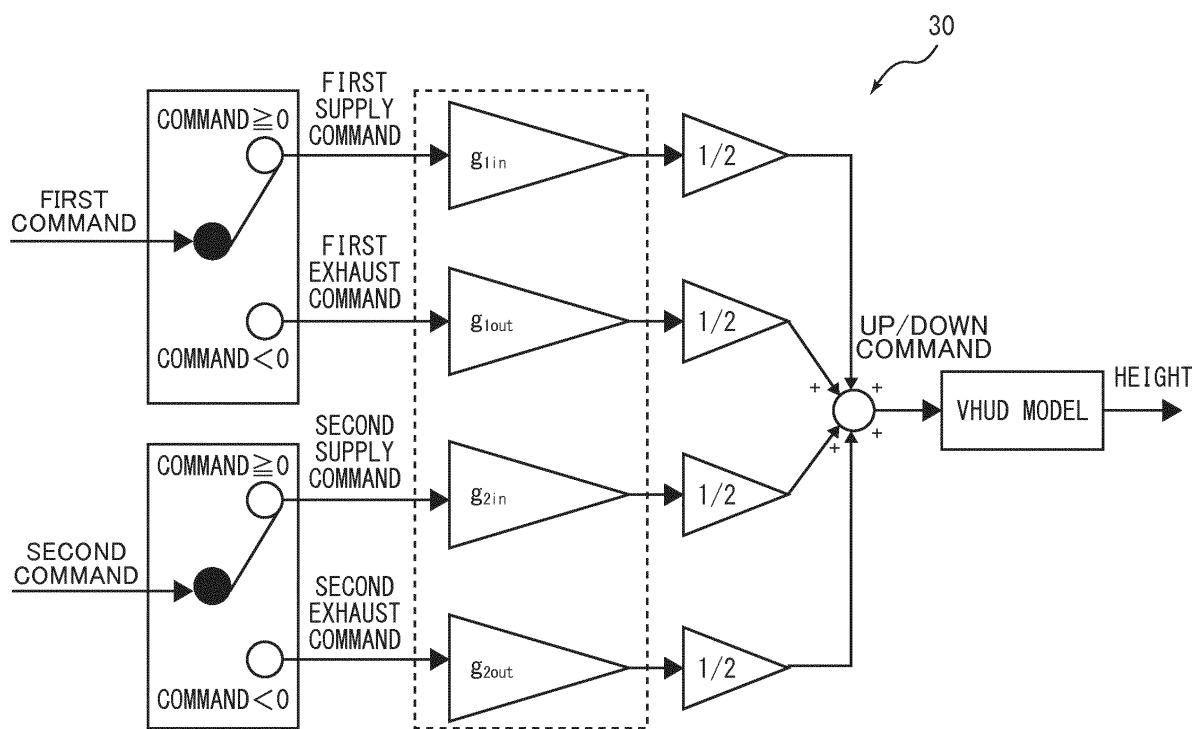 30
FIRST
SUPPLY
COMMAND
COMMAND≧0
g1in
1/2
FIRST
COMMAND
FIRST
EXHAUST
COMMAND
COMMAND<0
g1out
1/2
UP/DOWN
COMMAND
+
+
+
+
VHUD MODEL
HEIGHT
SECOND
SUPPLY
COMMAND
COMMAND≧0
g2in
1/2
SECOND
COMMAND
SECOND
EXHAUST
COMMAND
COMMAND<0
g2out
1/2